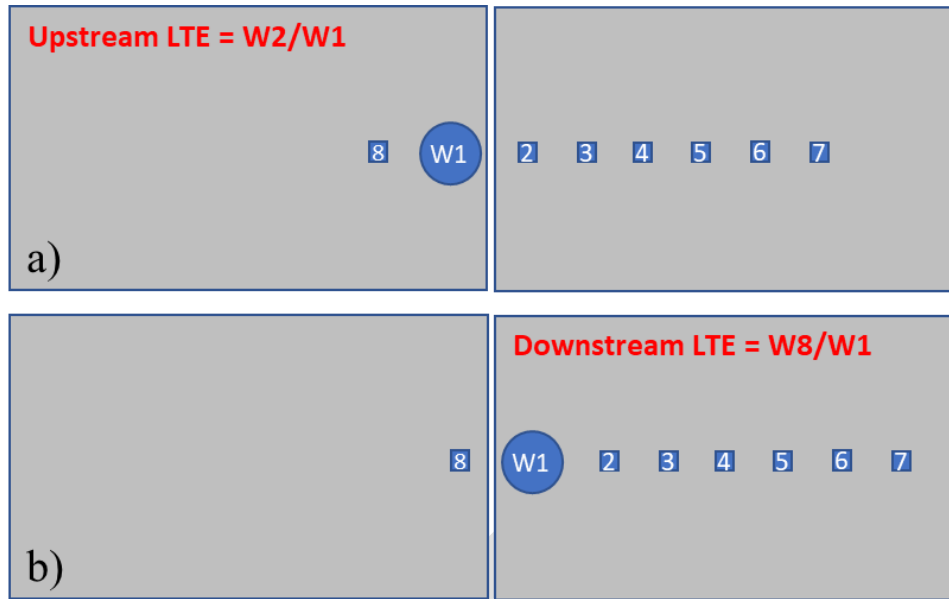 Upstream LTE = W2/W1
8 W1 2 3 4 5 6 7
a)
Downstream LTE = W8/W1
8 W1 2 3 4 5 6 7
b)